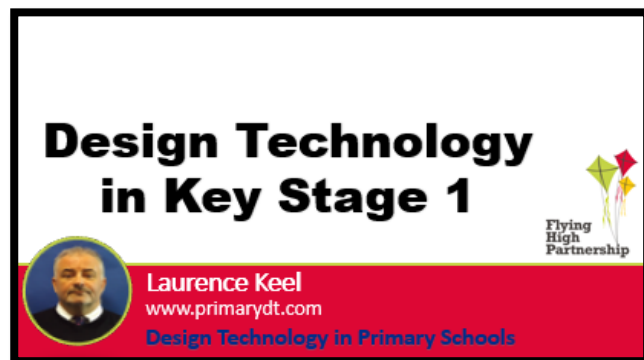 Design Technology
in Key Stage 1
Flying
High
Partnership
Laurence Keel
www.primarydt.com
Design Technology in Primary Schools